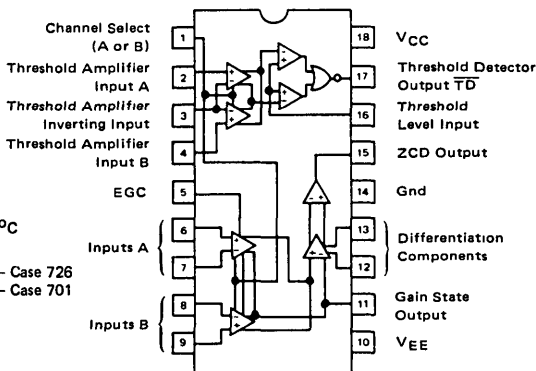 Channel Select
(A or B)
Threshold Amplifier
Input A
Threshold Amplifier
Inverting Input
Threshold Amplifier
Input B
EGC
Inputs A
Inputs B
°C
– Case 726
– Case 701
1
2
3
4
5
6
7
8
9
18
17
16
15
14
13
12
11
10
VCC
Threshold Detector
Output T̅D̅
Threshold
Level Input
ZCD Output
Gnd
Differentiation
Components
Gain State
Output
VEE